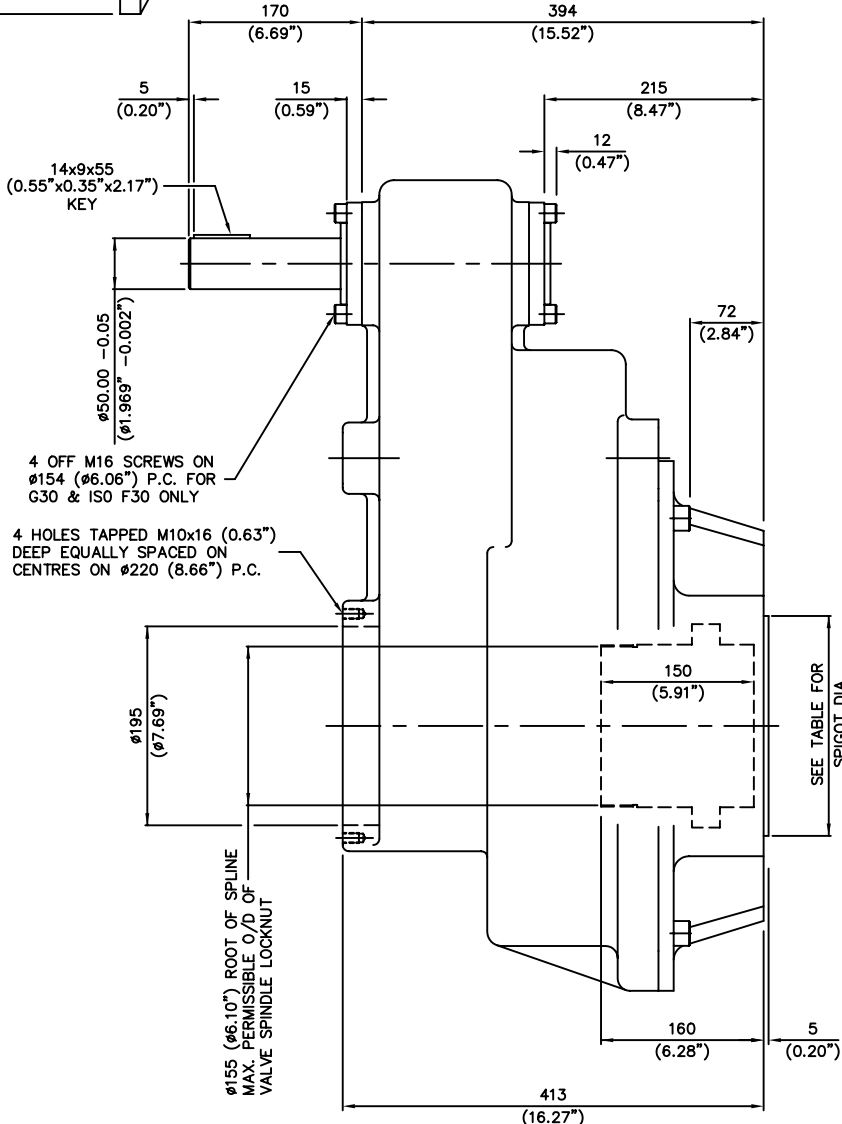 170
(6.69")
394
(15.52")
5
(0.20")
15
(0.59")
215
(8.47")
12
(0.47")
14x9x55
(0.55"x0.35"x2.17")
KEY
72
(2.84")
ø50.00 -0.05
(ø1.969" -0.002")
4 OFF M16 SCREWS ON
ø154 (ø6.06") P.C. FOR
G30 & ISO F30 ONLY
4 HOLES TAPPED M10x16 (0.63")
DEEP EQUALLY SPACED ON
CENTRES ON ø220 (8.66") P.C.
150
(5.91")
ø195
(ø7.69")
SEE TABLE FOR
SPIGOT DIA
ø155 (ø6.10") ROOT OF SPLINE
MAX. PERMISSIBLE O/D OF
VALVE SPINDLE LOCKNUT
160
(6.28")
5
(0.20")
413
(16.27")